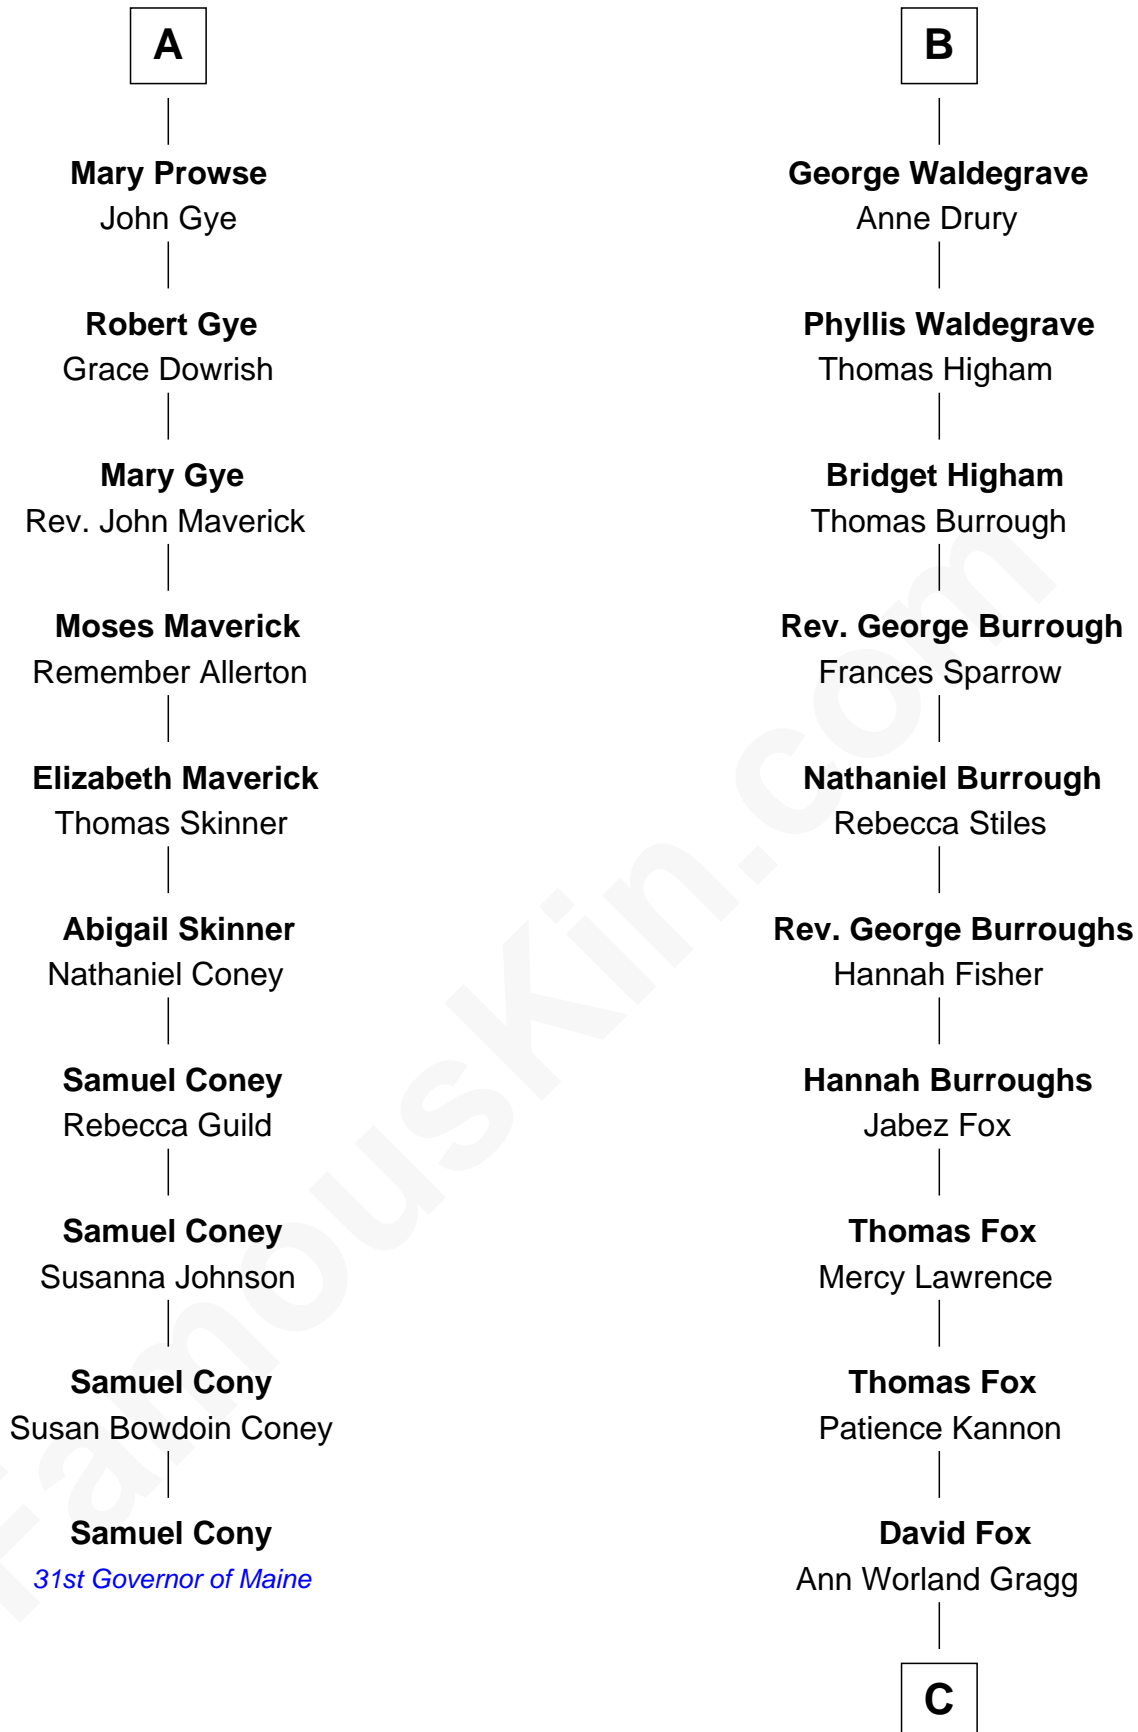 A
Mary Prowse
John Gye
Robert Gye
Grace Dowrish
Mary Gye
Rev. John Maverick
Moses Maverick
Remember Allerton
Elizabeth Maverick
Thomas Skinner
Abigail Skinner
Nathaniel Coney
Samuel Coney
Rebecca Guild
Samuel Coney
Susanna Johnson
Samuel Cony
Susan Bowdoin Coney
Samuel Cony
31st Governor of Maine
B
George Waldegrave
Anne Drury
Phyllis Waldegrave
Thomas Higham
Bridget Higham
Thomas Burrough
Rev. George Burrough
Frances Sparrow
Nathaniel Burrough
Rebecca Stiles
Rev. George Burroughs
Hannah Fisher
Hannah Burroughs
Jabez Fox
Thomas Fox
Mercy Lawrence
Thomas Fox
Patience Kannon
David Fox
Ann Worland Gragg
C
FamousKin.com